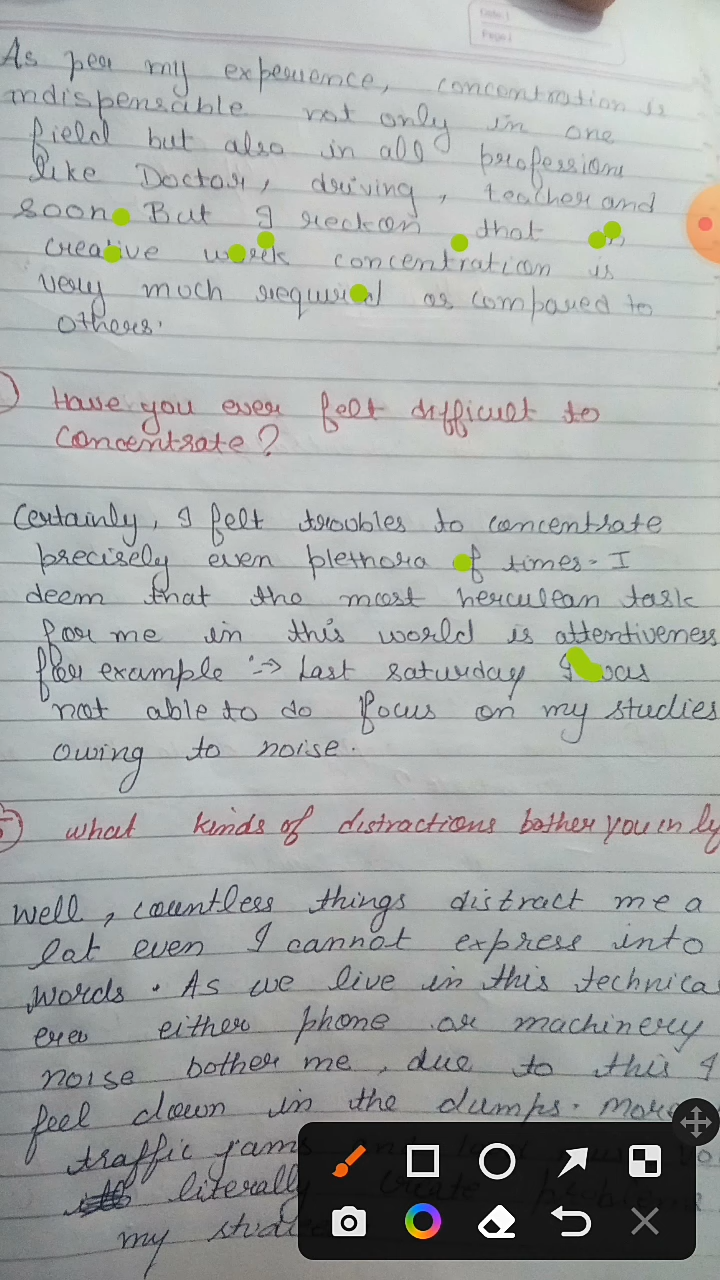 Date :
Page :
As per my experience, concentration is
indispensable not only in one
field but also in all professions
like Doctor, driving, teacher and
soon. But I reckon that
creative work concentration is
very much required as compared to
others.
Have you ever felt difficult to
Concentrate?
Certainly, I felt troubles to concentrate
precisely even plethora of times. I
deem that the most herculean task
for me in this world is attentiveness
For example :-> Last saturday I was
not able to do focus on my studies
owing to noise.
what kinds of distractions bother you in
Well, countless things distract me a
lot even I cannot express into
words. As we live in this technica
era either phone or machinery
noise bother me, due to this I
feel down in the dumps. More
traffic jams
literally create
my